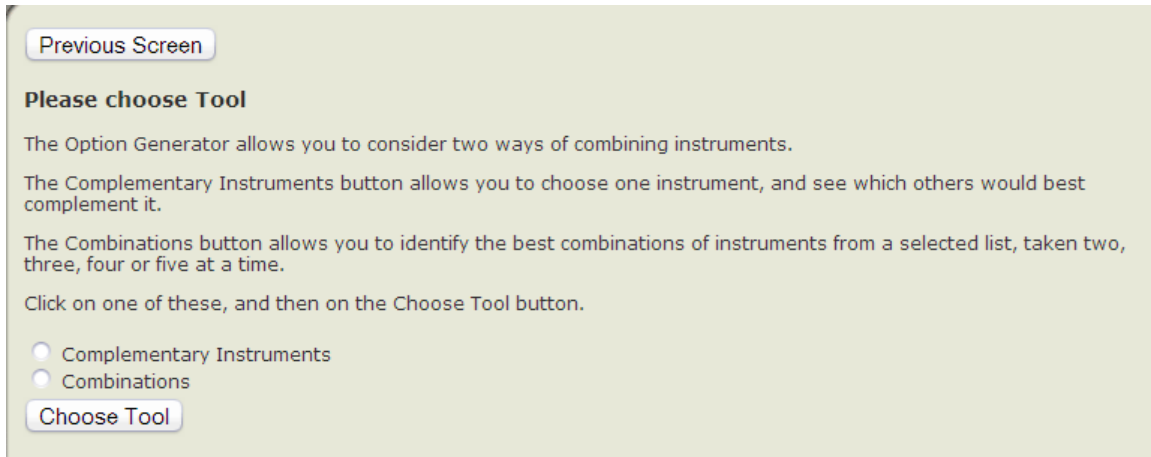 Previous Screen
Please choose Tool
The Option Generator allows you to consider two ways of combining instruments.
The Complementary Instruments button allows you to choose one instrument, and see which others would best
complement it.
The Combinations button allows you to identify the best combinations of instruments from a selected list, taken two,
three, four or five at a time.
Click on one of these, and then on the Choose Tool button.
Complementary Instruments
Combinations
Choose Tool